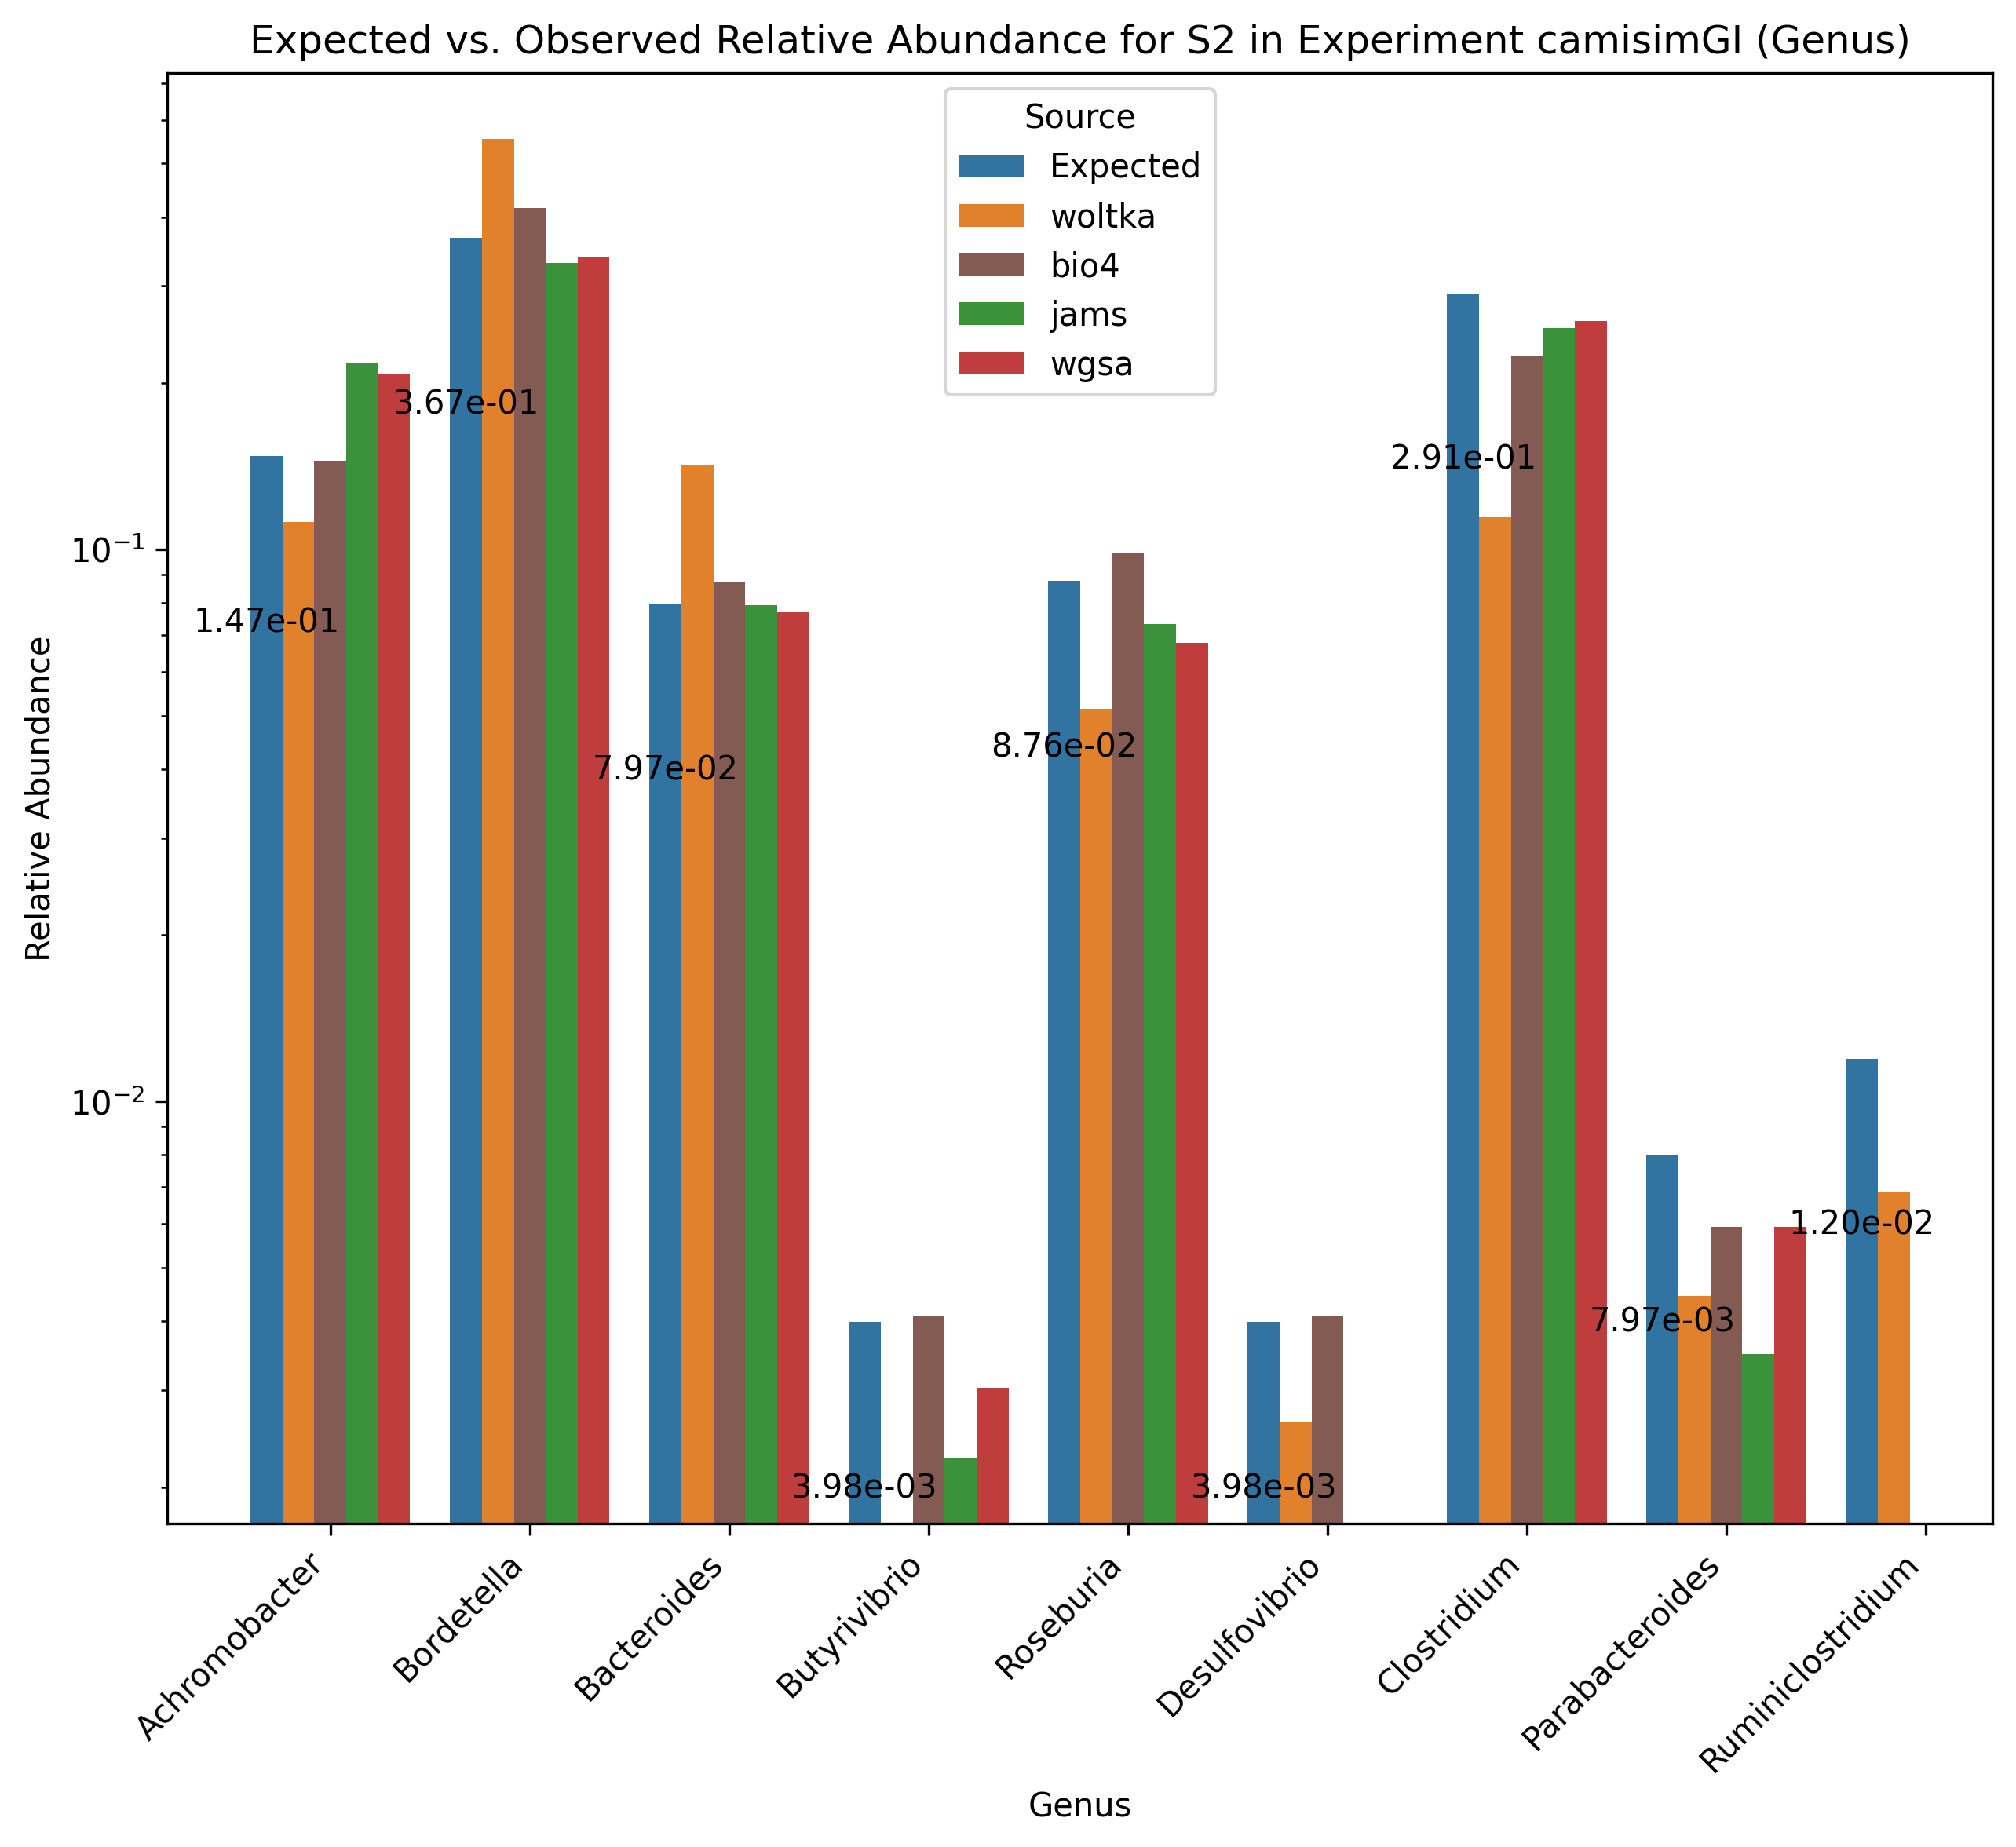 Expected vs. Observed Relative Abundance for S2 in Experiment camisimGI (Genus)
Source
Expected
woltka
bio4
jams
wgsa
Relative Abundance
10⁻¹
10⁻²
1.47e-01
3.67e-01
7.97e-02
3.98e-03
8.76e-02
3.98e-03
2.91e-01
7.97e-03
1.20e-02
Achromobacter
Bordetella
Bacteroides
Butyrivibrio
Roseburia
Desulfovibrio
Clostridium
Parabacteroides
Ruminiclostridium
Genus